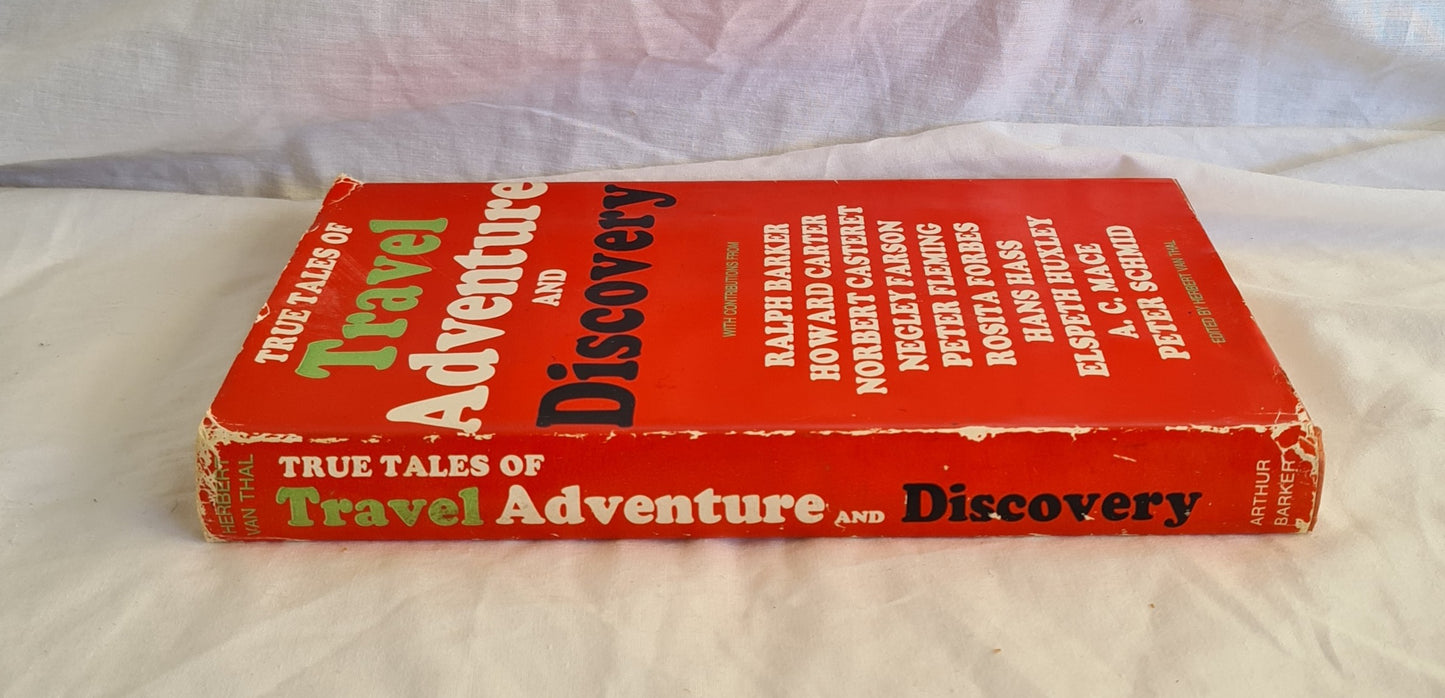 TRUE TALES OF
Travel
Adventure
AND
Discovery
WITH CONTRIBUTIONS FROM
RALPH BARKER
HOWARD CARTER
NORBERT CASTERET
NEGLEY FARSON
PETER FLEMING
ROSITA FORBES
HANS HASS
ELSPETH HUXLEY
A. C. MACE
PETER SCHMID
EDITED BY HERBERT VAN THAL
HERBERT
VAN THAL
TRUE TALES OF
Travel Adventure AND Discovery
ARTHUR
BARKER